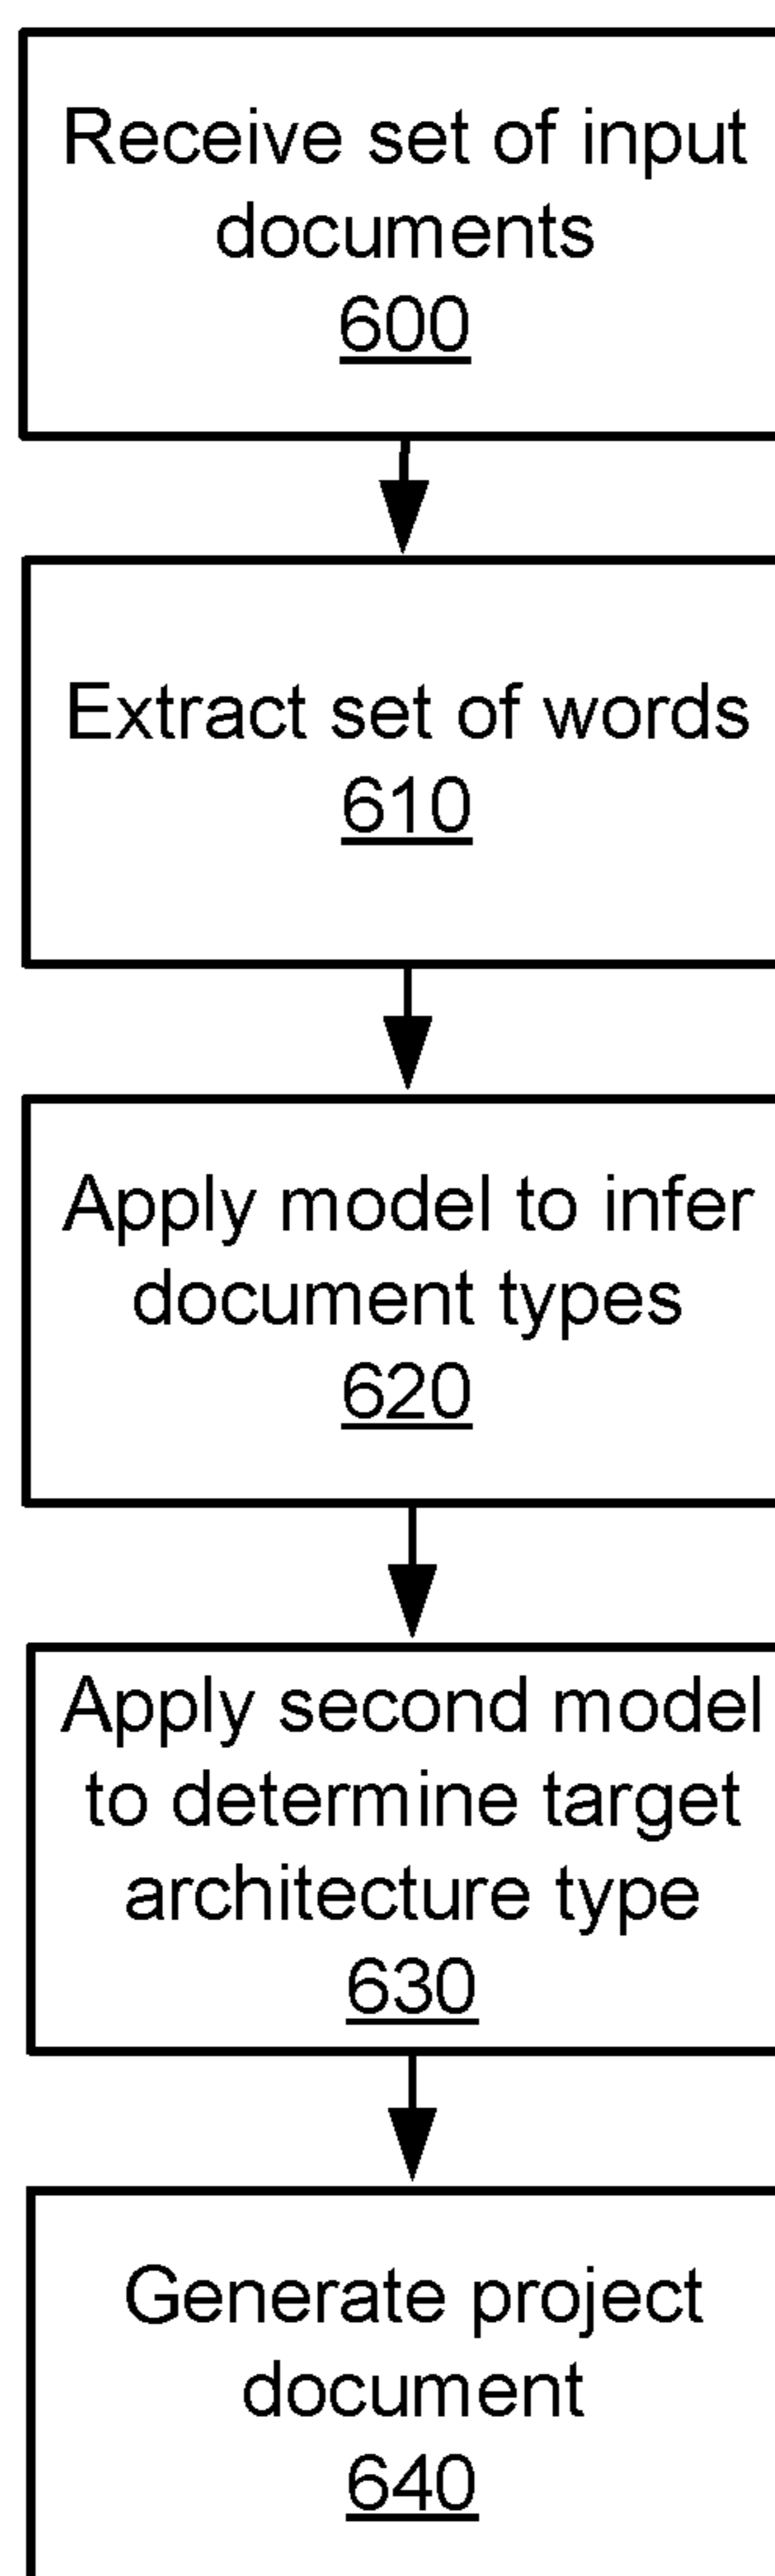 Receive set of input
documents
600
Extract set of words
610
Apply model to infer
document types
620
Apply second model
to determine target
architecture type
630
Generate project
document
640